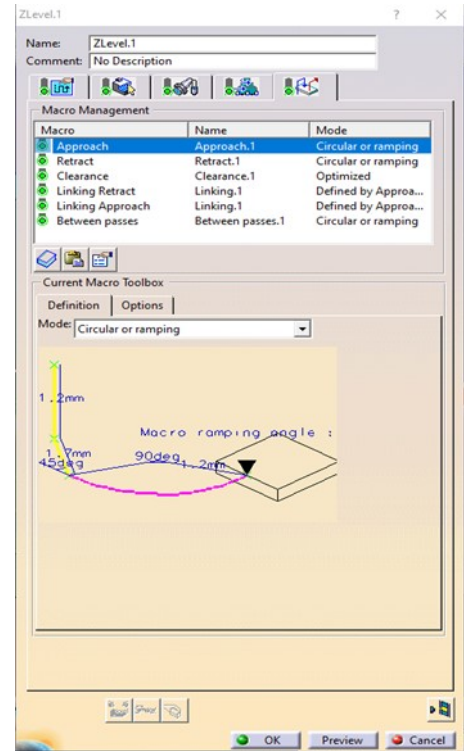 ZLevel.1
Name: ZLevel.1
Comment: No Description
Macro Management
Macro Name Mode
Approach Approach.1 Circular or ramping
Retract Retract.1 Circular or ramping
Clearance Clearance.1 Optimized
Linking Retract Linking.1 Defined by Approa...
Linking Approach Linking.1 Defined by Approa...
Between passes Between passes.1 Circular or ramping
Current Macro Toolbox
Definition Options
Mode: Circular or ramping
1.2mm
Macro ramping angle :
1.7mm 90deg
45deg 1.2mm
OK Preview Cancel